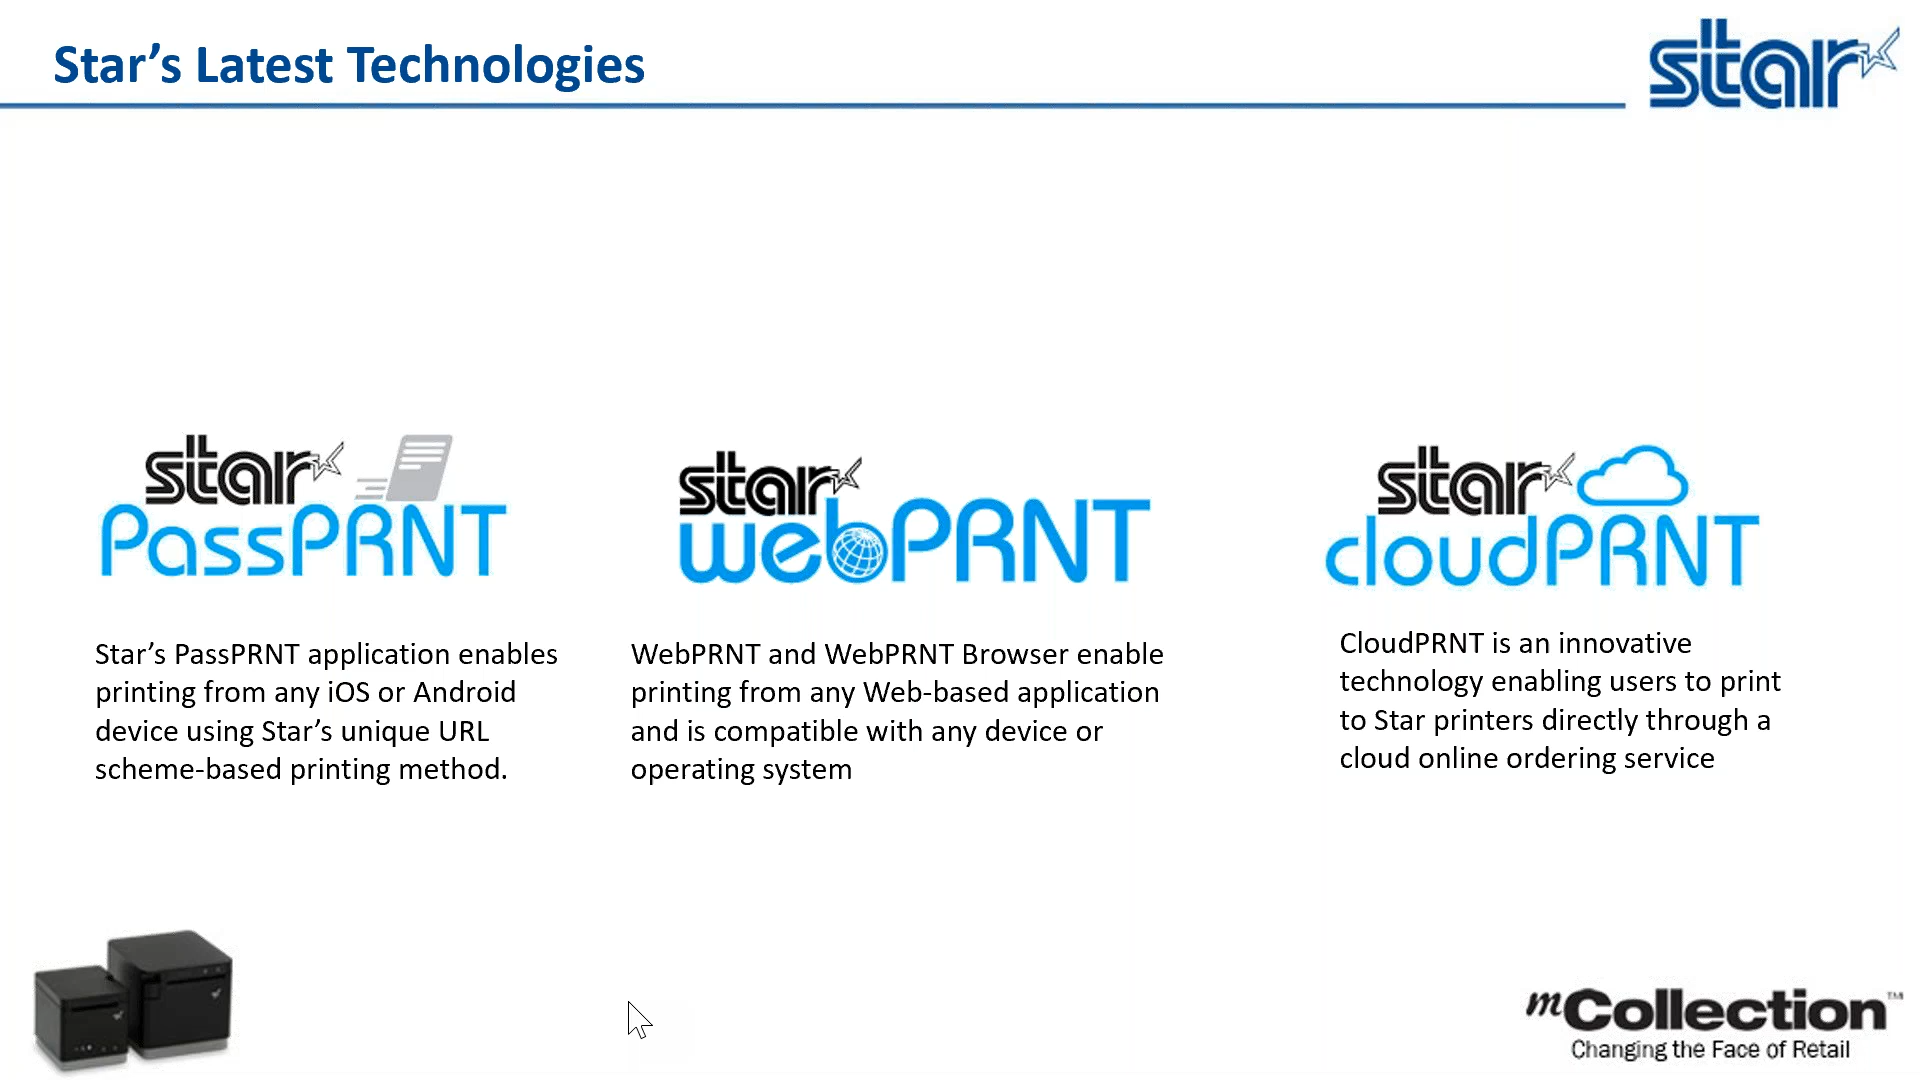 Star’s Latest Technologies
star
star
PassPRNT
star
webPRNT
star
cloudPRNT
Star’s PassPRNT application enables
printing from any iOS or Android
device using Star’s unique URL
scheme-based printing method.
WebPRNT and WebPRNT Browser enable
printing from any Web-based application
and is compatible with any device or
operating system
CloudPRNT is an innovative
technology enabling users to print
to Star printers directly through a
cloud online ordering service
mCollection™
Changing the Face of Retail